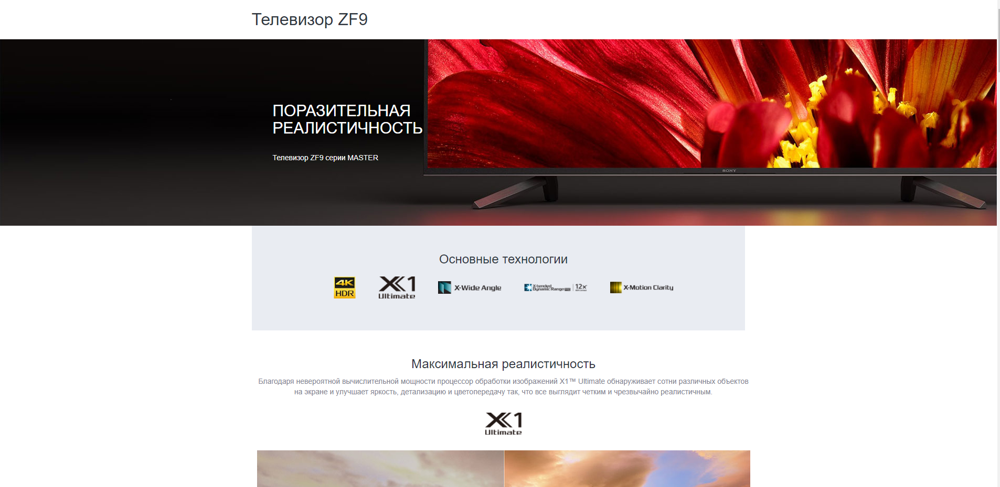 Телевизор ZF9
ПОРАЗИТЕЛЬНАЯ
РЕАЛИСТИЧНОСТЬ
Телевизор ZF9 серии MASTER
SONY
Основные технологии
4K
HDR
X1
Ultimate
X-Wide Angle
X-tended
Dynamic Range PRO
12x
X-Motion Clarity
Максимальная реалистичность
Благодаря невероятной вычислительной мощности процессор обработки изображений X1™ Ultimate обнаруживает сотни различных объектов
на экране и улучшает яркость, детализацию и цветопередачу так, что все выглядит четким и чрезвычайно реалистичным.
X1
Ultimate